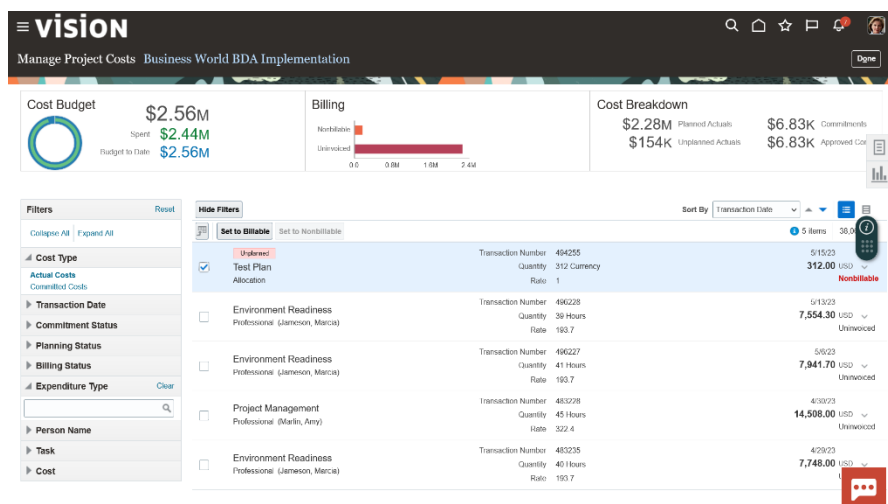 vision
7
Manage Project Costs Business World BDA Implementation
Done
Cost Budget
$2.56M
Spent $2.44M
Budget to Date $2.56M
Billing
Nonbillable
Uninvoiced
0.0 0.8M 1.6M 2.4M
Cost Breakdown
$2.28M Planned Actuals $6.83K Commitments
$154K Unplanned Actuals $6.83K Approved
Filters Reset
Collapse All Expand All
Cost Type
Actual Costs
Committed Costs
Transaction Date
Commitment Status
Planning Status
Billing Status
Expenditure Type Clear
Person Name
Task
Cost
Hide Filters
Sort By Transaction Date
Set to Billable Set to Nonbillable
5 items
Unplanned
Test Plan
Allocation
Transaction Number 494255
Quantity 312 Currency
Rate 1
5/15/23
312.00 USD
Nonbillable
Environment Readiness
Professional (Jameson, Marcia)
Transaction Number 496228
Quantity 39 Hours
Rate 193.7
5/13/23
7,554.30 USD
Uninvoiced
Environment Readiness
Professional (Jameson, Marcia)
Transaction Number 496227
Quantity 41 Hours
Rate 193.7
5/6/23
7,941.70 USD
Uninvoiced
Project Management
Professional (Martin, Amy)
Transaction Number 483228
Quantity 45 Hours
Rate 322.4
4/30/23
14,508.00 USD
Uninvoiced
Environment Readiness
Professional (Jameson, Marcia)
Transaction Number 483235
Quantity 40 Hours
Rate 193.7
4/29/23
7,748.00 USD